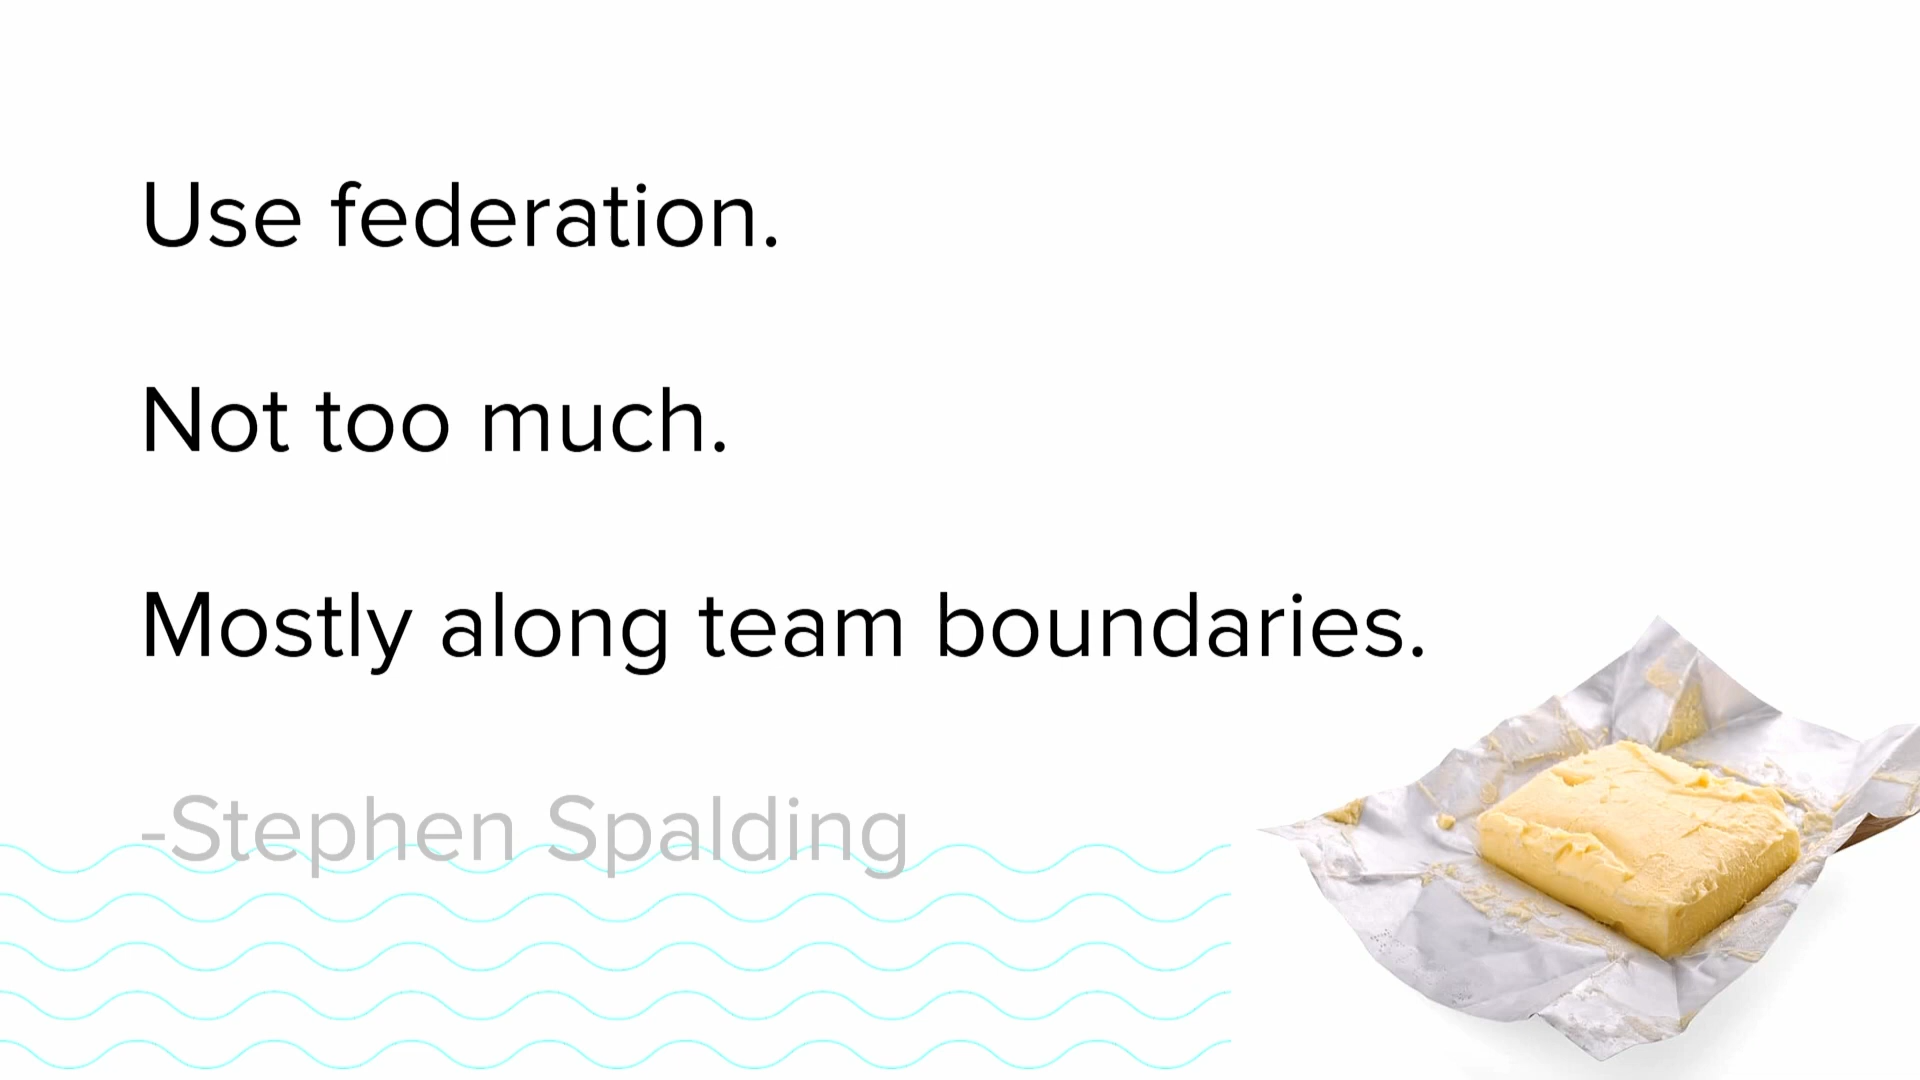 Use federation.
Not too much.
Mostly along team boundaries.
-Stephen Spalding